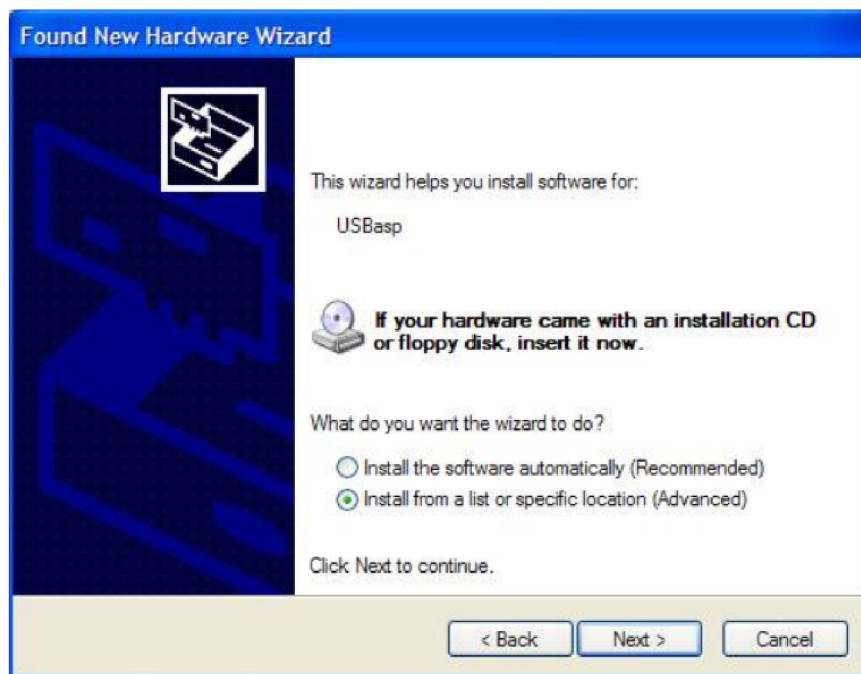 Found New Hardware Wizard
This wizard helps you install software for:
USBasp
If your hardware came with an installation CD
or floppy disk, insert it now.
What do you want the wizard to do?
Install the software automatically (Recommended)
Install from a list or specific location (Advanced)
Click Next to continue.
< Back Next > Cancel